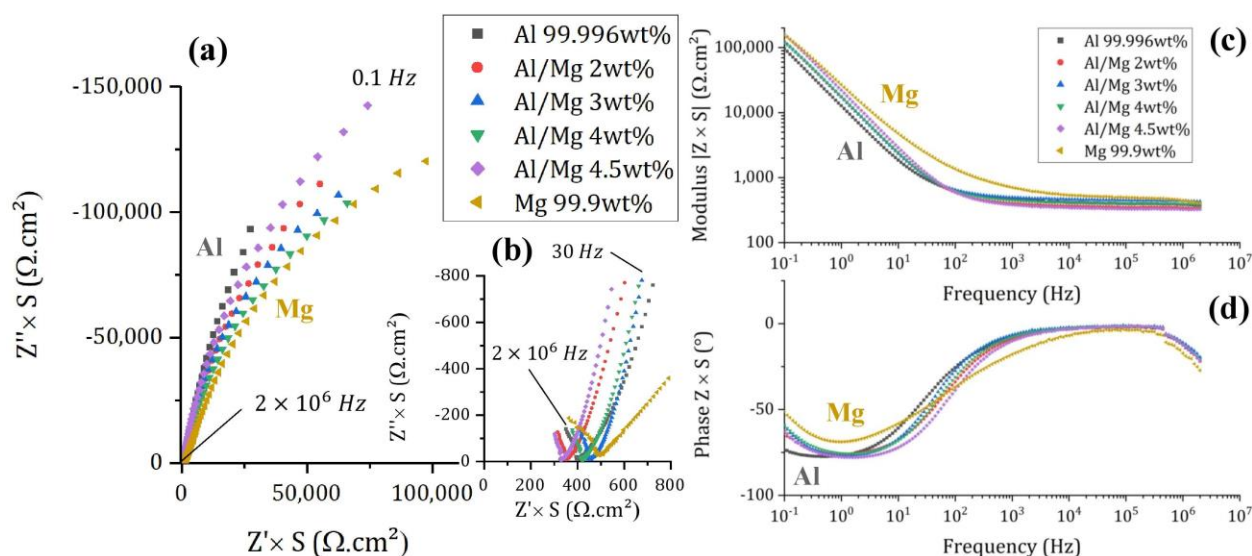 (a)
Al 99.996wt%
Al/Mg 2wt%
Al/Mg 3wt%
Al/Mg 4wt%
Al/Mg 4.5wt%
Mg 99.9wt%
0.1 Hz
-150,000
-100,000
-50,000
0
Z''× S (Ω.cm²)
Al
Mg
2 × 10⁶ Hz
0
50,000
100,000
Z'× S (Ω.cm²)
(b)
30 Hz
-800
-600
-400
-200
0
Z''× S (Ω.cm²)
2 × 10⁶ Hz
0
200
400
600
800
Z'× S (Ω.cm²)
(c)
Al 99.996wt%
Al/Mg 2wt%
Al/Mg 3wt%
Al/Mg 4wt%
Al/Mg 4.5wt%
Mg 99.9wt%
100,000
10,000
1,000
100
Modulus |Z × S| (Ω.cm²)
Mg
Al
10⁻¹ 10⁰ 10¹ 10² 10³ 10⁴ 10⁵ 10⁶ 10⁷
Frequency (Hz)
(d)
0
-50
-100
Phase Z × S (°)
Mg
Al
10⁻¹ 10⁰ 10¹ 10² 10³ 10⁴ 10⁵ 10⁶ 10⁷
Frequency (Hz)